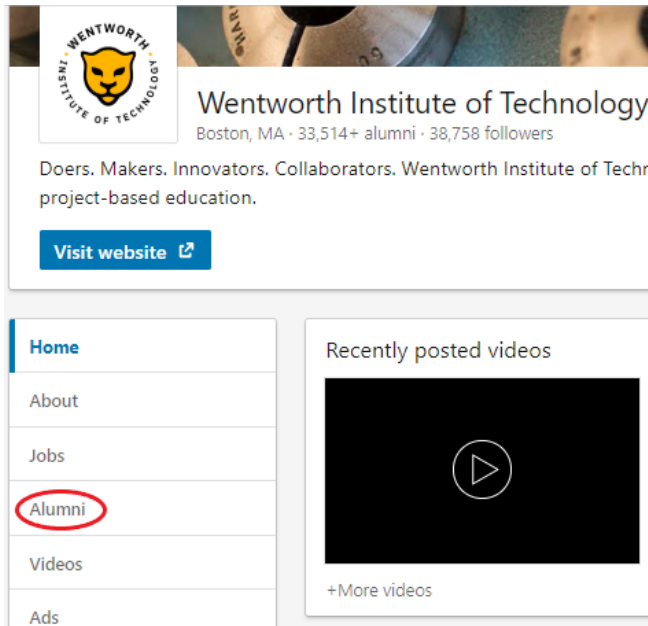 WENTWORTH
INSTITUTE OF TECHNOLOGY
HAR
Wentworth Institute of Technology
Boston, MA · 33,514+ alumni · 38,758 followers
Doers. Makers. Innovators. Collaborators. Wentworth Institute of Techn
project-based education.
Visit website
Home
About
Jobs
Alumni
Videos
Ads
Recently posted videos
+More videos